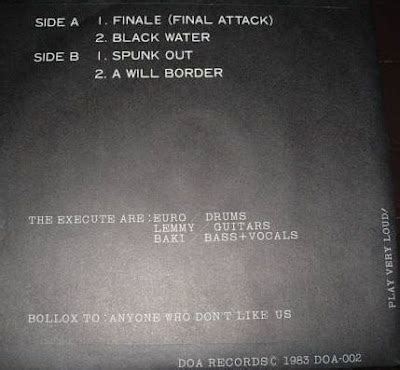 SIDE A 1. FINALE (FINAL ATTACK)
2. BLACK WATER
SIDE B 1. SPUNK OUT
2. A WILL BORDER
THE EXECUTE ARE : EURO / DRUMS
LEMMY / GUITARS
BAKI / BASS+VOCALS
PLAY VERY LOUD!
BOLLOX TO : ANYONE WHO DON'T LIKE US
DOA RECORDS © 1983 DOA-002